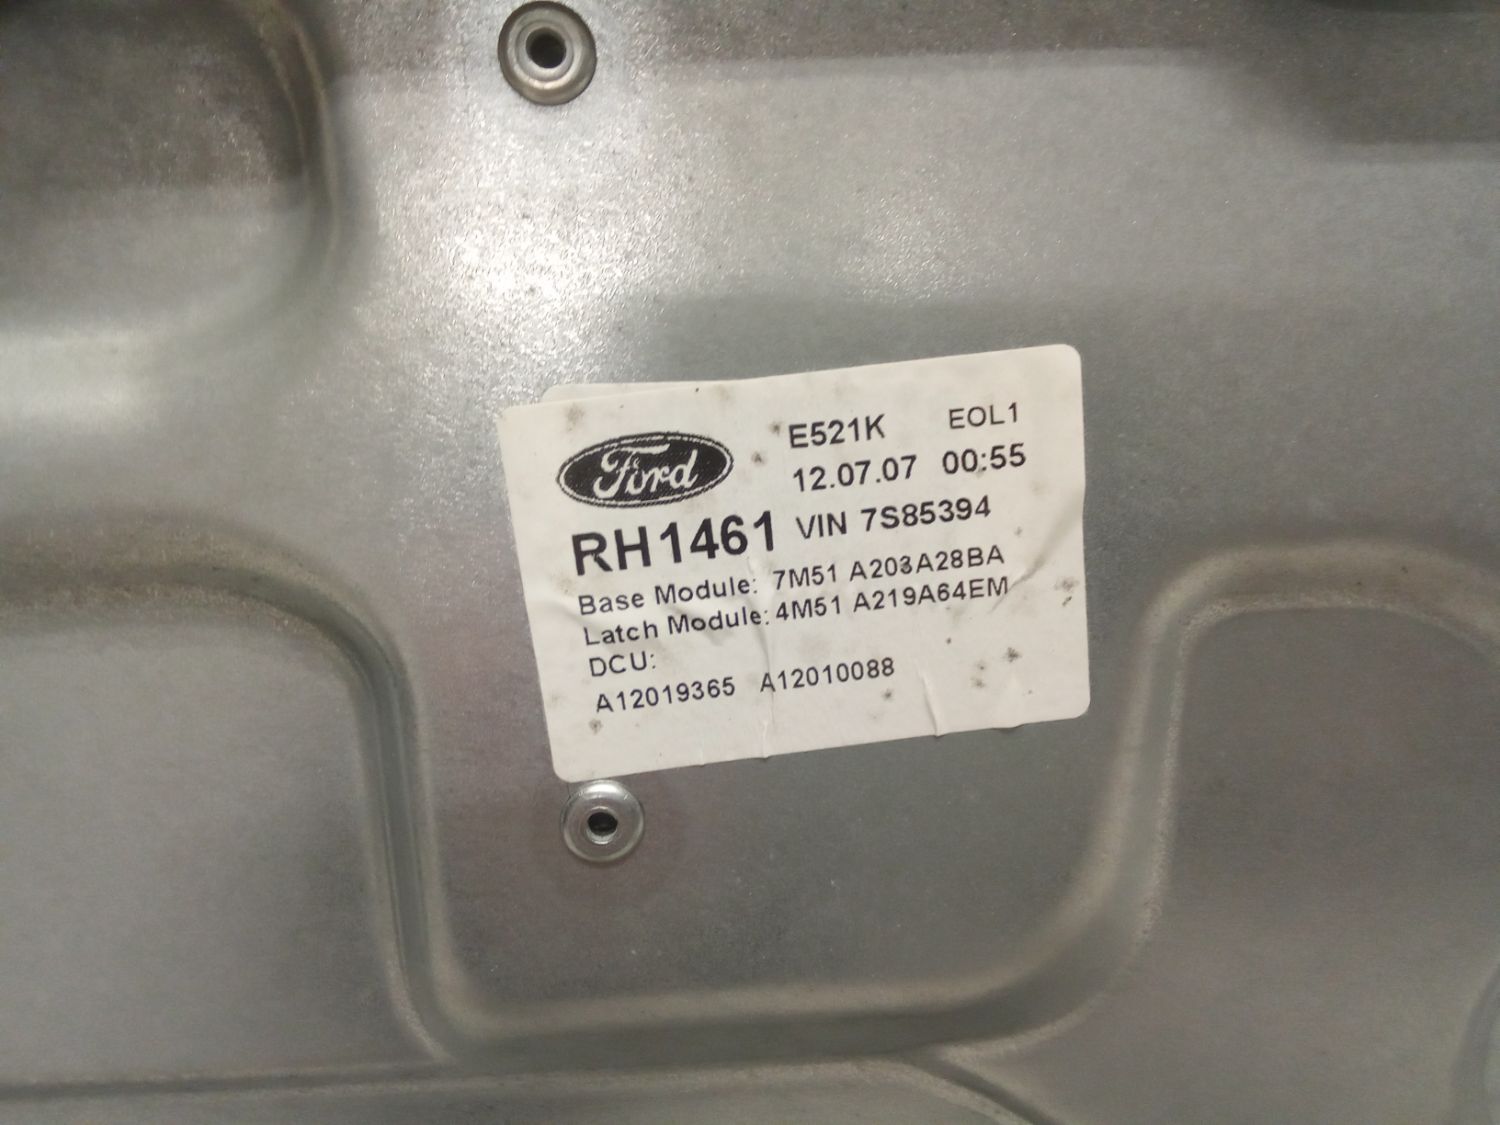 Ford
E521K EOL1
12.07.07 00:55
RH1461 VIN 7S85394
Base Module: 7M51 A203A28BA
Latch Module: 4M51 A219A64EM
DCU:
A12019365 A12010088